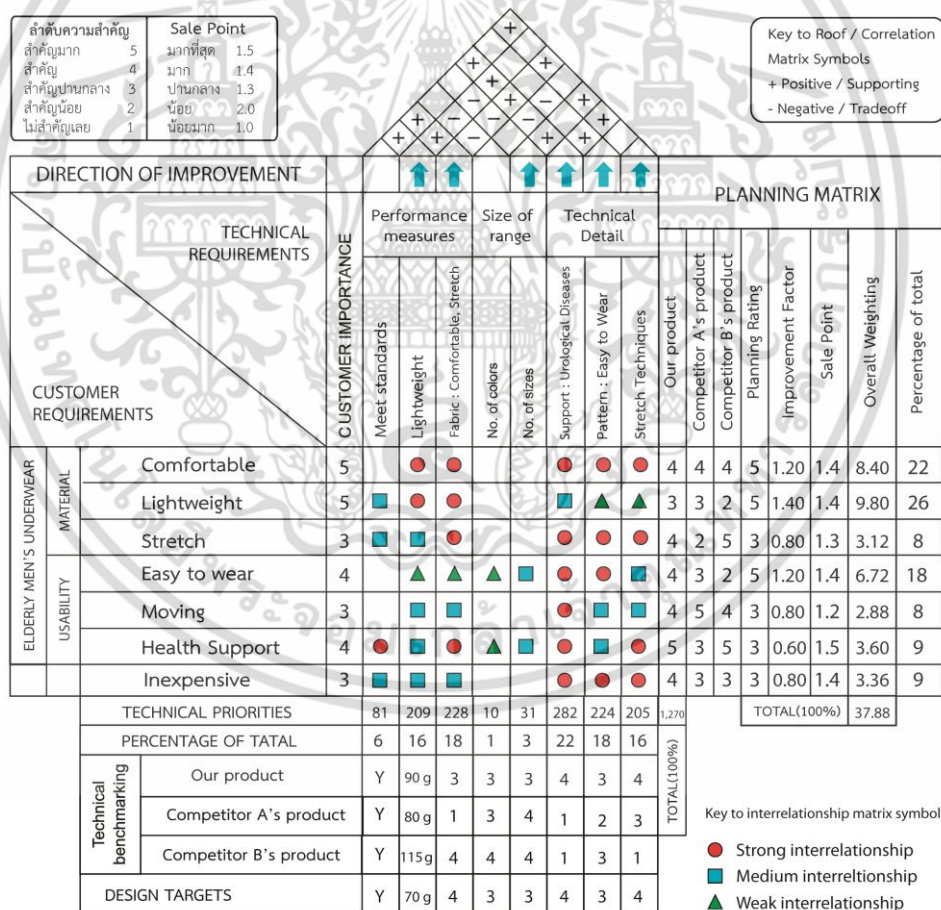 ลำดับความสำคัญ Sale Point
สำคัญมาก 5 มากที่สุด 1.5
สำคัญ 4 มาก 1.4
สำคัญปานกลาง 3 ปานกลาง 1.3
สำคัญน้อย 2 น้อย 2.0
ไม่สำคัญเลย 1 น้อยมาก 1.0
Key to Roof / Correlation
Matrix Symbols
+ Positive / Supporting
- Negative / Tradeoff
DIRECTION OF IMPROVEMENT
PLANNING MATRIX
TECHNICAL
REQUIREMENTS
CUSTOMER
REQUIREMENTS
CUSTOMER IMPORTANCE
Performance
measures
Size of
range
Technical
Detail
Meet standards
Lightweight
Fabric : Comfortable, Stretch
No. of colors
No. of sizes
Support : Urological Diseases
Pattern : Easy to Wear
Stretch Techniques
Our product
Competitor A's product
Competitor B's product
Planning Rating
Improvement Factor
Sale Point
Overall Weighting
Percentage of total
ELDERLY MEN'S UNDERWEAR
MATERIAL
USABILITY
Comfortable 5 4 4 4 5 1.20 1.4 8.40 22
Lightweight 5 3 3 2 5 1.40 1.4 9.80 26
Stretch 3 4 2 5 3 0.80 1.3 3.12 8
Easy to wear 4 4 3 2 5 1.20 1.4 6.72 18
Moving 3 4 5 4 3 0.80 1.2 2.88 8
Health Support 4 5 3 5 3 0.60 1.5 3.60 9
Inexpensive 3 4 3 3 3 0.80 1.4 3.36 9
TECHNICAL PRIORITIES 81 209 228 10 31 282 224 205 1,270 TOTAL(100%) 37.88
PERCENTAGE OF TATAL 6 16 18 1 3 22 18 16
TOTAL(100%)
Technical
benchmarking
Our product Y 90 g 3 3 3 4 3 4
Competitor A's product Y 80 g 1 3 4 1 2 3
Competitor B's product Y 115 g 4 4 4 1 3 1
DESIGN TARGETS Y 70 g 4 3 3 4 3 4
Key to interrelationship matrix symbol
Strong interrelationship
Medium interreltionship
Weak interrelationship